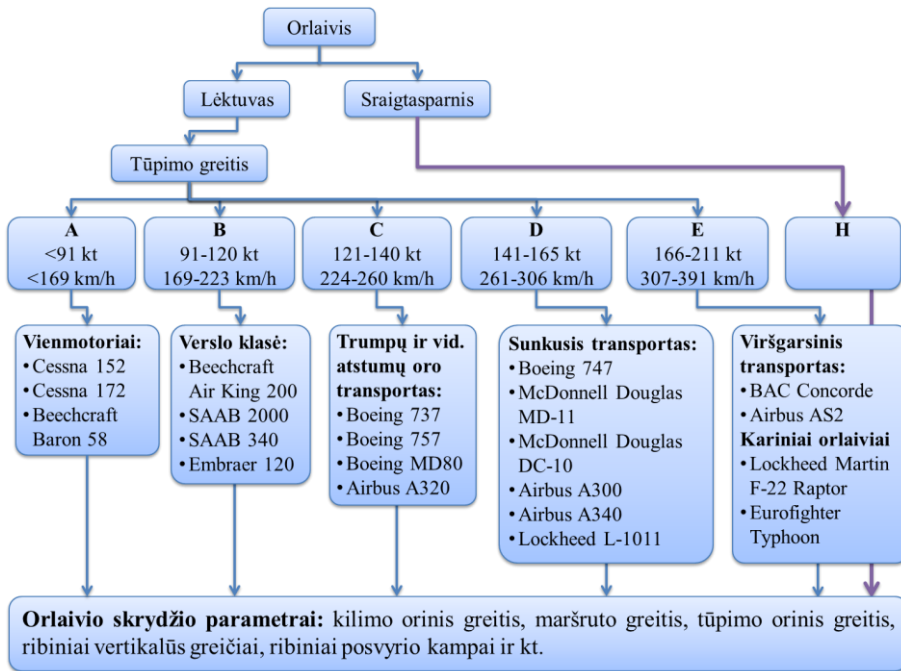 Orlaivis
Lėktuvas
Sraigtasparnis
Tūpimo greitis
A
<91 kt
<169 km/h
B
91-120 kt
169-223 km/h
C
121-140 kt
224-260 km/h
D
141-165 kt
261-306 km/h
E
166-211 kt
307-391 km/h
H
Vienmotoriai:
• Cessna 152
• Cessna 172
• Beechcraft
Baron 58
Verslo klasė:
• Beechcraft
Air King 200
• SAAB 2000
• SAAB 340
• Embraer 120
Trumpų ir vid.
atstumų oro
transportas:
• Boeing 737
• Boeing 757
• Boeing MD80
• Airbus A320
Sunkusis transportas:
• Boeing 747
• McDonnell Douglas
MD-11
• McDonnell Douglas
DC-10
• Airbus A300
• Airbus A340
• Lockheed L-1011
Viršgarsinis
transportas:
• BAC Concorde
• Airbus AS2
Kariniai orlaiviai
• Lockheed Martin
F-22 Raptor
• Eurofighter
Typhoon
Orlaivio skrydžio parametrai: kilimo orinis greitis, maršruto greitis, tūpimo orinis greitis,
ribiniai vertikalūs greičiai, ribiniai posvyrio kampai ir kt.